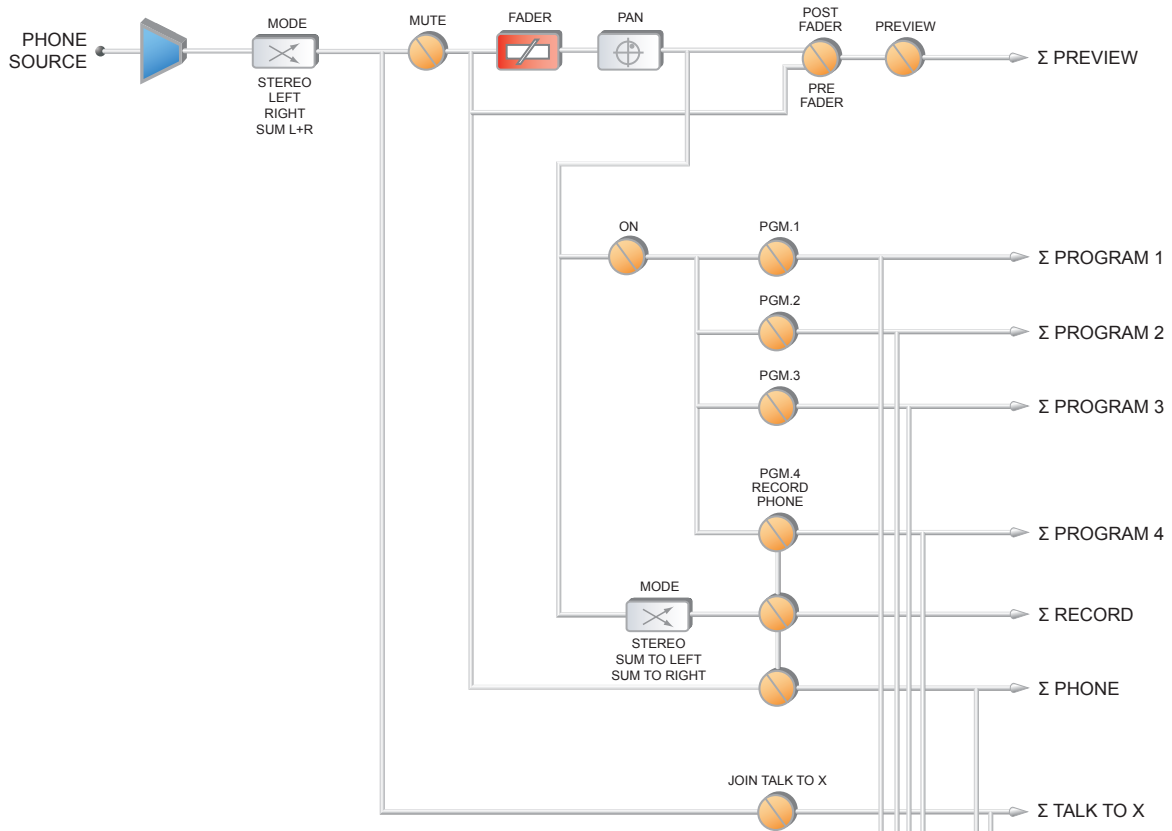 PHONE
SOURCE
MODE
STEREO
LEFT
RIGHT
SUM L+R
MUTE
FADER
PAN
POST
FADER
PRE
FADER
PREVIEW
Σ PREVIEW
ON
PGM.1
Σ PROGRAM 1
PGM.2
Σ PROGRAM 2
PGM.3
Σ PROGRAM 3
PGM.4
RECORD
PHONE
Σ PROGRAM 4
MODE
STEREO
SUM TO LEFT
SUM TO RIGHT
Σ RECORD
Σ PHONE
JOIN TALK TO X
Σ TALK TO X